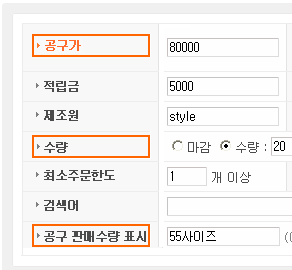 공구가 80000
적립금 5000
제조원 style
수량 마감 수량 : 20
최소주문한도 1 개 이상
검색어
공구 판매수량 표시 55사이즈 (